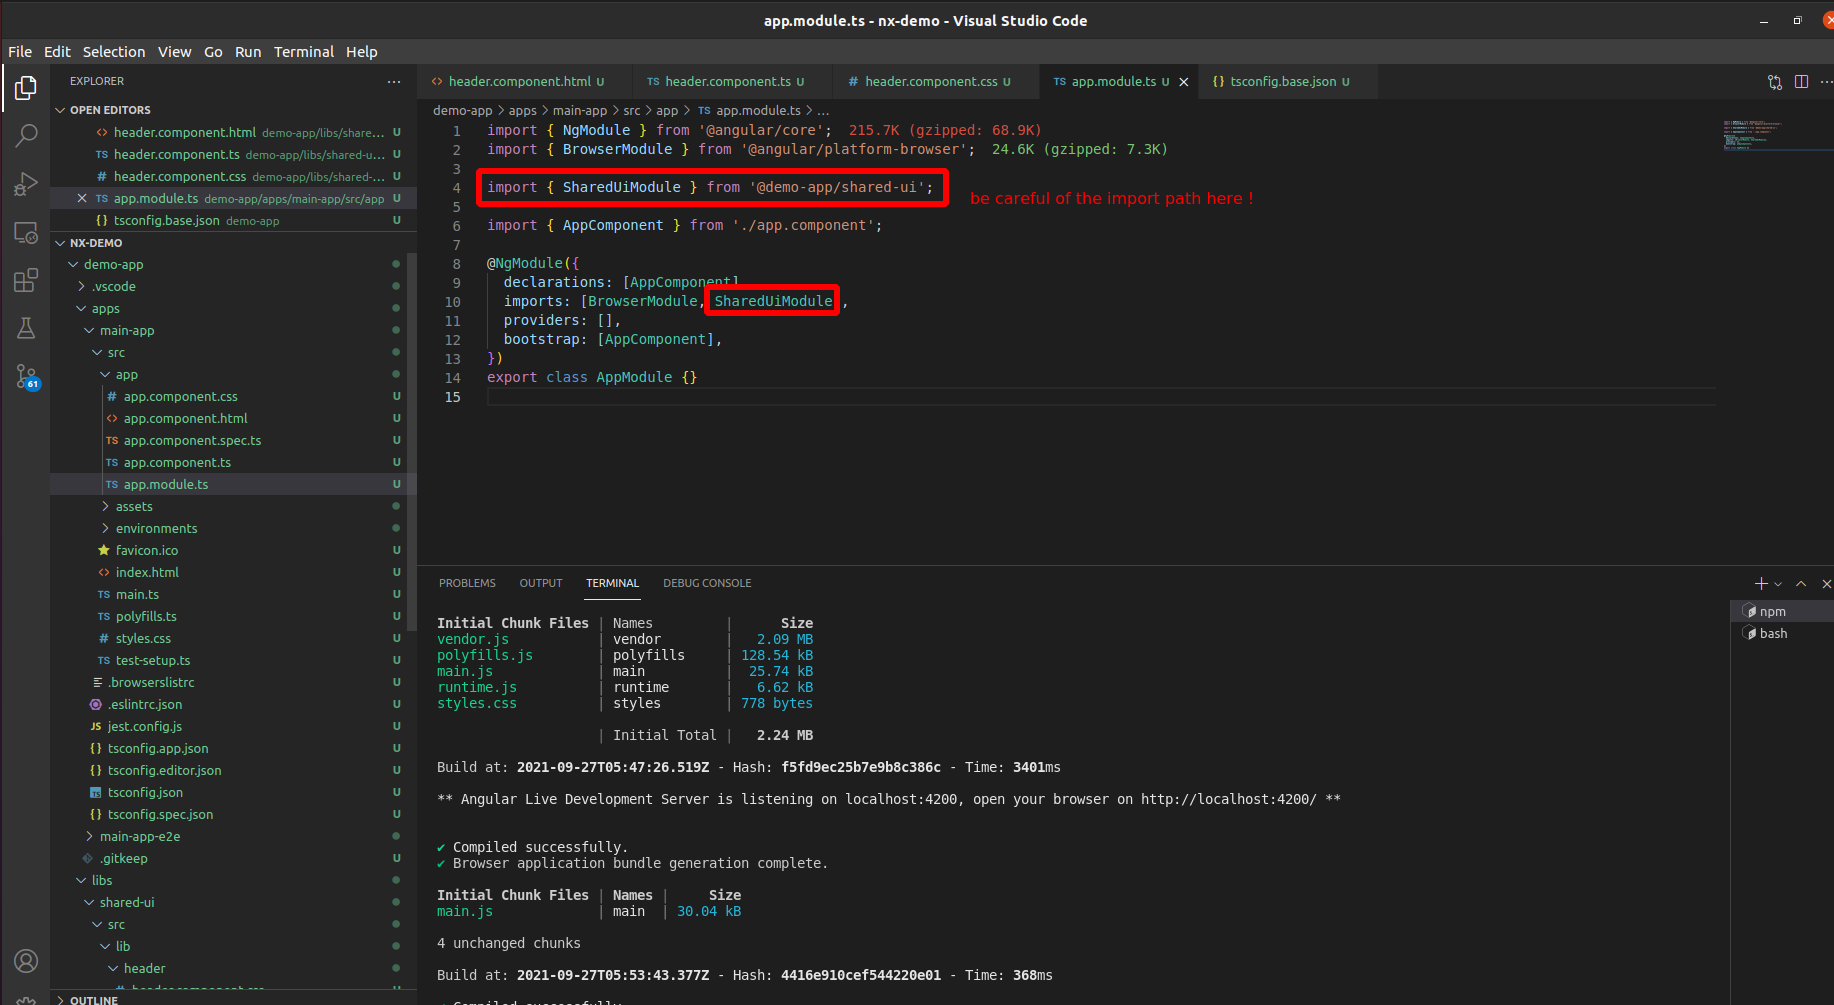 app.module.ts - nx-demo - Visual Studio Code
File Edit Selection View Go Run Terminal Help
EXPLORER
OPEN EDITORS
header.component.html demo-app/libs/share... U
TS header.component.ts demo-app/libs/shared-u... U
# header.component.css demo-app/libs/shared-... U
TS app.module.ts demo-app/apps/main-app/src/app U
{} tsconfig.base.json demo-app U
NX-DEMO
demo-app
.vscode
apps
main-app
src
app
# app.component.css U
<> app.component.html U
TS app.component.spec.ts U
TS app.component.ts U
TS app.module.ts U
assets
environments
favicon.ico U
<> index.html U
TS main.ts U
TS polyfills.ts U
# styles.css U
TS test-setup.ts U
.browserslistrc U
.eslintrc.json U
JS jest.config.js U
{} tsconfig.app.json U
{} tsconfig.editor.json U
TS tsconfig.json U
{} tsconfig.spec.json U
main-app-e2e
.gitkeep U
libs
shared-ui
src
lib
header
OUTLINE
61
<> header.component.html U TS header.component.ts U # header.component.css U TS app.module.ts U {} tsconfig.base.json U
demo-app > apps > main-app > src > app > TS app.module.ts > ...
1 import { NgModule } from '@angular/core'; 215.7K (gzipped: 68.9K)
2 import { BrowserModule } from '@angular/platform-browser'; 24.6K (gzipped: 7.3K)
3
4 import { SharedUiModule } from '@demo-app/shared-ui';
be careful of the import path here !
5
6 import { AppComponent } from './app.component';
7
8 @NgModule({
9 declarations: [AppComponent]
10 imports: [BrowserModule, SharedUiModule ,
11 providers: [],
12 bootstrap: [AppComponent],
13 })
14 export class AppModule {}
15
PROBLEMS OUTPUT TERMINAL DEBUG CONSOLE
npm
bash
Initial Chunk Files | Names | Size
vendor.js | vendor | 2.09 MB
polyfills.js | polyfills | 128.54 kB
main.js | main | 25.74 kB
runtime.js | runtime | 6.62 kB
styles.css | styles | 778 bytes
| Initial Total | 2.24 MB
Build at: 2021-09-27T05:47:26.519Z - Hash: f5fd9ec25b7e9b8c386c - Time: 3401ms
** Angular Live Development Server is listening on localhost:4200, open your browser on http://localhost:4200/ **
✔ Compiled successfully.
✔ Browser application bundle generation complete.
Initial Chunk Files | Names | Size
main.js | main | 30.04 kB
4 unchanged chunks
Build at: 2021-09-27T05:53:43.377Z - Hash: 4416e910cef544220e01 - Time: 368ms